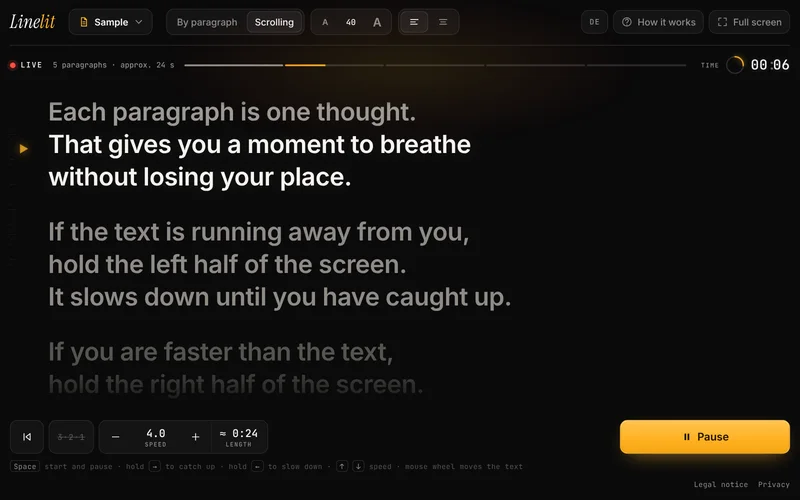 Linelit
Sample
By paragraph Scrolling
A 40 A
DE
How it works
Full screen
LIVE 5 paragraphs · approx. 24 s
TIME 00:06
Each paragraph is one thought.
That gives you a moment to breathe
without losing your place.
If the text is running away from you,
hold the left half of the screen.
It slows down until you have caught up.
If you are faster than the text,
hold the right half of the screen.
3-2-1
− 4.0 + ≈ 0:24
SPEED LENGTH
Pause
Space start and pause · hold → to catch up · hold ← to slow down · ↑ ↓ speed · mouse wheel moves the text
Legal notice Privacy